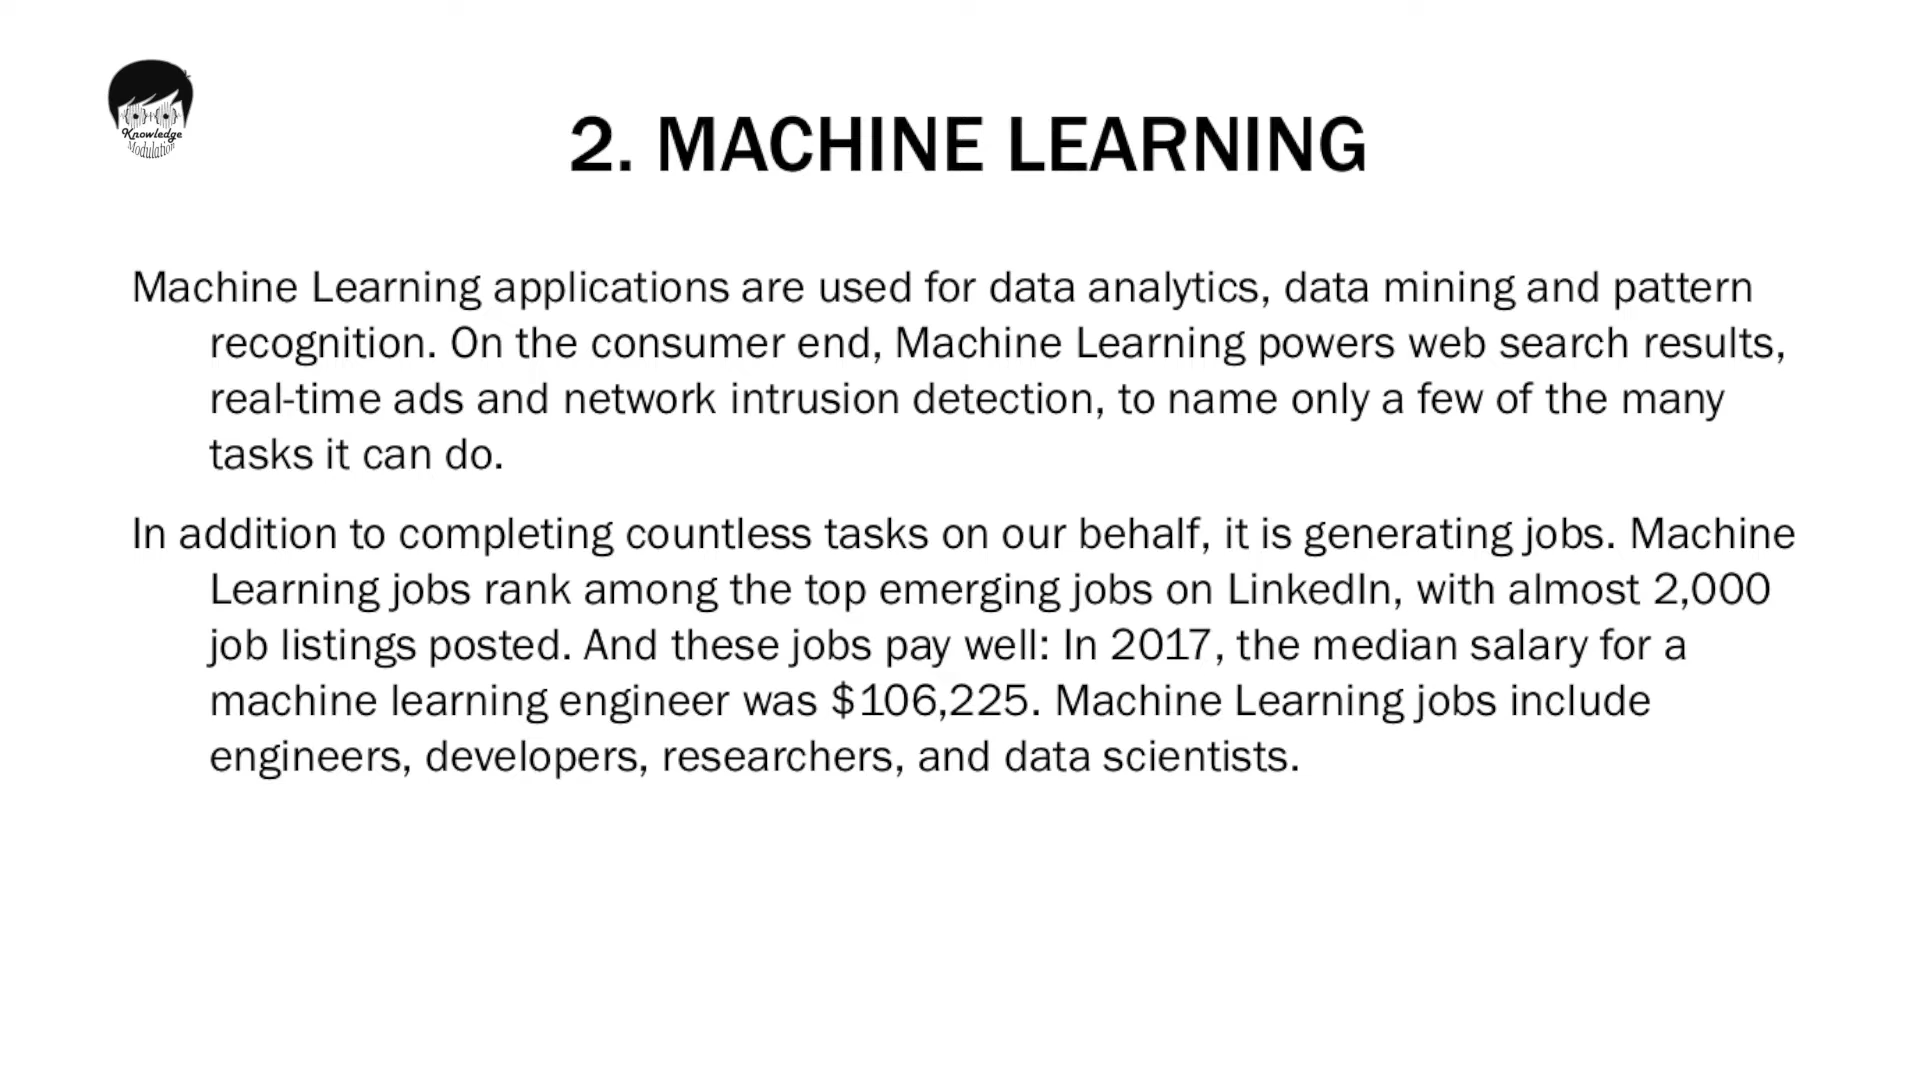 Knowledge
Modulation
2. MACHINE LEARNING
Machine Learning applications are used for data analytics, data mining and pattern
recognition. On the consumer end, Machine Learning powers web search results,
real-time ads and network intrusion detection, to name only a few of the many
tasks it can do.
In addition to completing countless tasks on our behalf, it is generating jobs. Machine
Learning jobs rank among the top emerging jobs on LinkedIn, with almost 2,000
job listings posted. And these jobs pay well: In 2017, the median salary for a
machine learning engineer was $106,225. Machine Learning jobs include
engineers, developers, researchers, and data scientists.